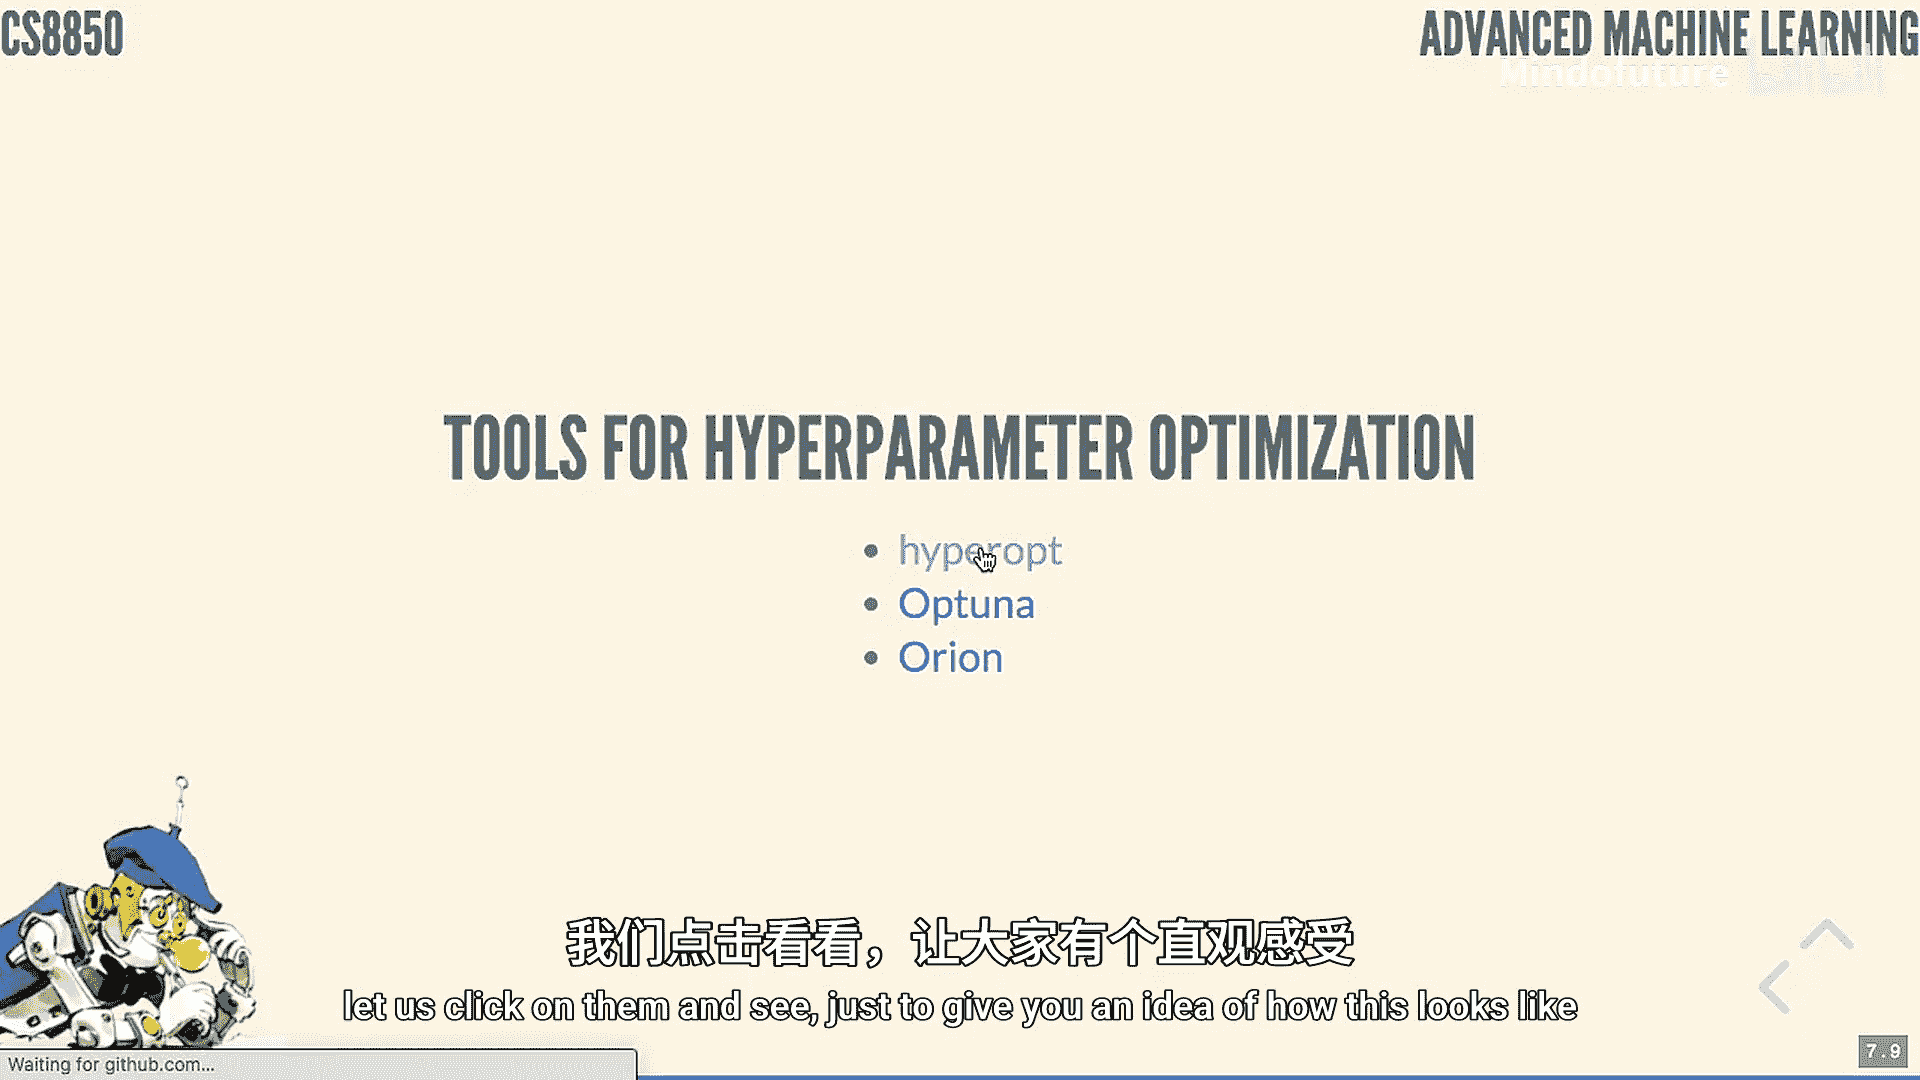 CS8850
ADVANCED MACHINE LEARNING
Mindofuture
TOOLS FOR HYPERPARAMETER OPTIMIZATION
hyperopt
Optuna
Orion
我们点击看看，让大家有个直观感受
let us click on them and see, just to give you an idea of how this looks like
Waiting for github.com...
7.9